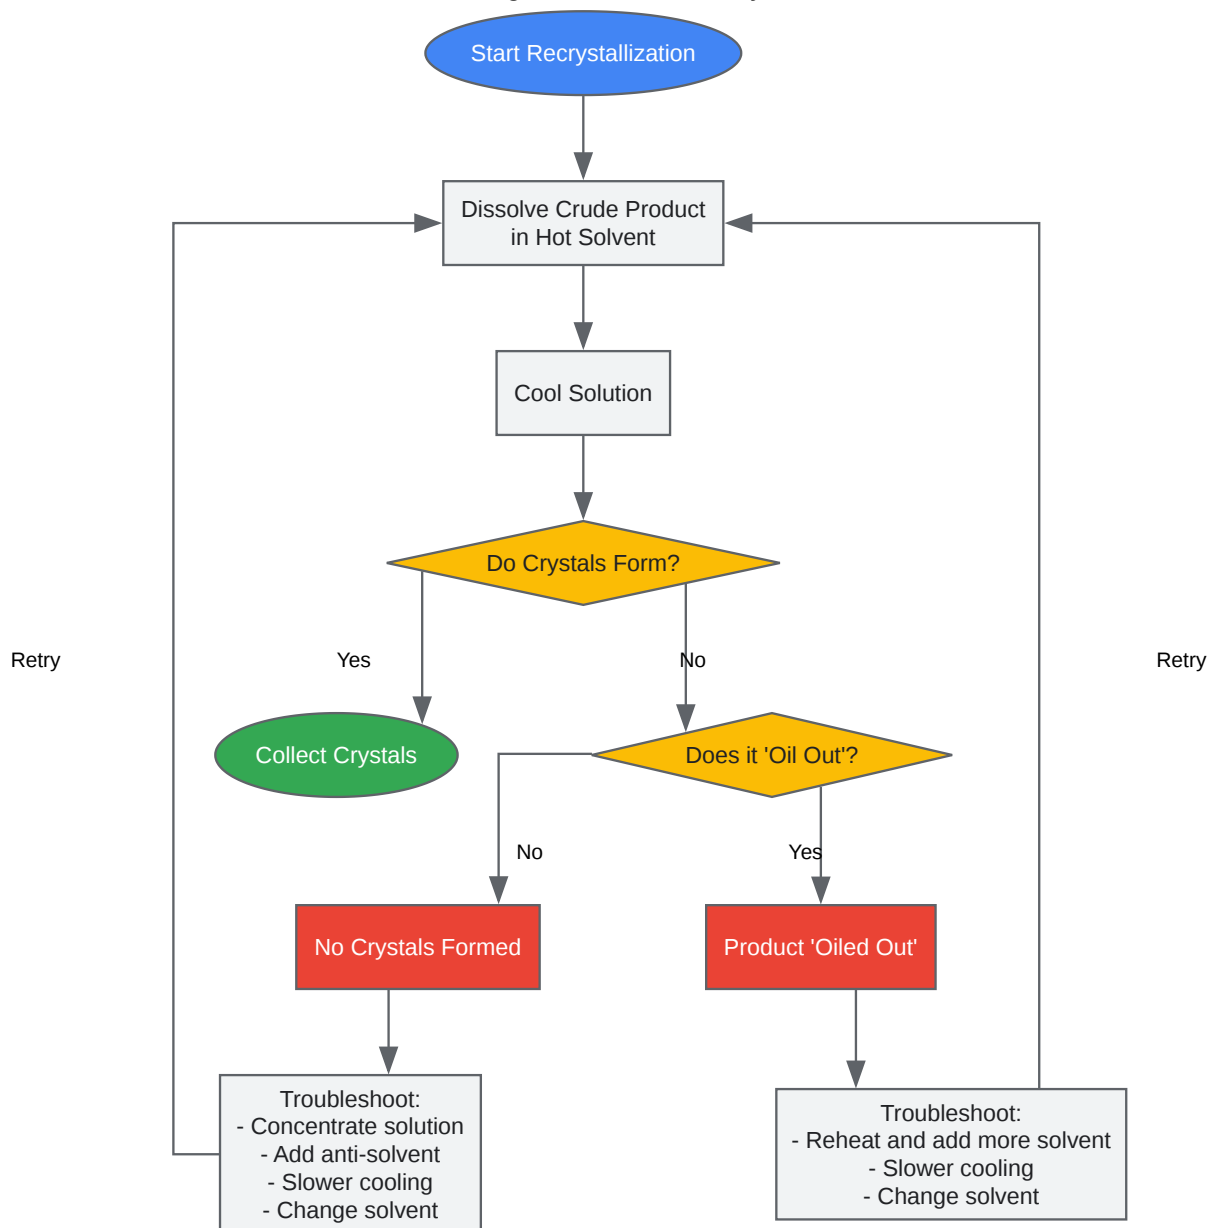 Start Recrystallization
Dissolve Crude Product
in Hot Solvent
Cool Solution
Do Crystals Form?
Retry
Yes
No
Retry
Collect Crystals
Does it 'Oil Out'?
No
Yes
No Crystals Formed
Product 'Oiled Out'
Troubleshoot:
- Concentrate solution
- Add anti-solvent
- Slower cooling
- Change solvent
Troubleshoot:
- Reheat and add more solvent
- Slower cooling
- Change solvent